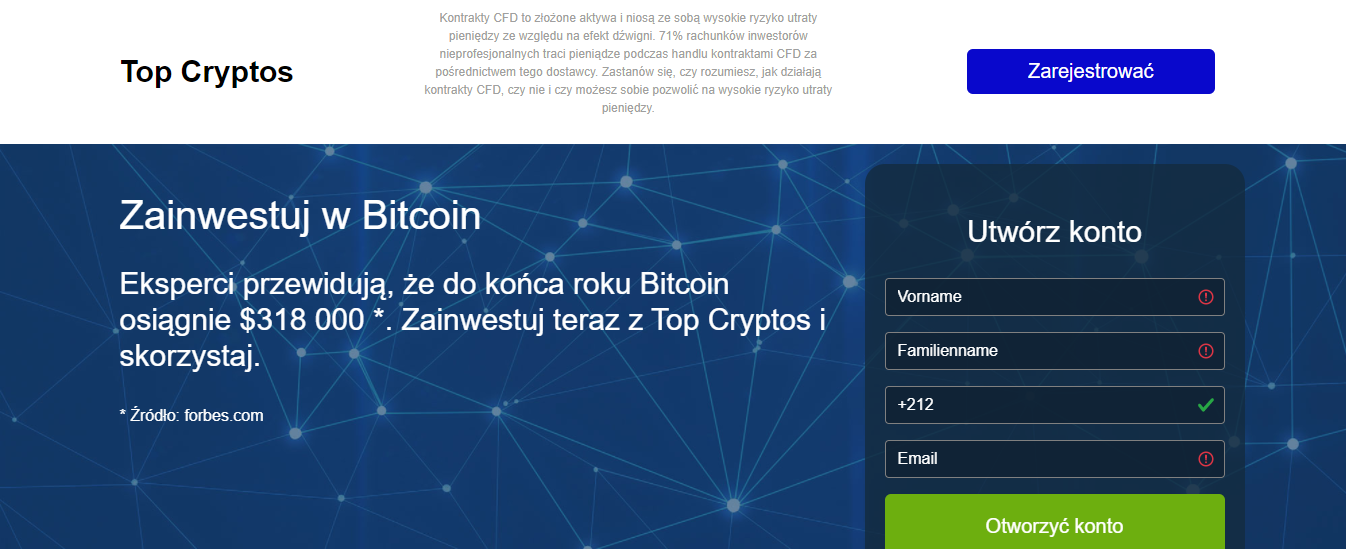 Kontrakty CFD to złożone aktywa i niosą ze sobą wysokie ryzyko utraty
pieniędzy ze względu na efekt dźwigni. 71% rachunków inwestorów
nieprofesjonalnych traci pieniądze podczas handlu kontraktami CFD za
pośrednictwem tego dostawcy. Zastanów się, czy rozumiesz, jak działają
kontrakty CFD, czy nie i czy możesz sobie pozwolić na wysokie ryzyko utraty
pieniędzy.
Top Cryptos
Zarejestrować
Zainwestuj w Bitcoin
Eksperci przewidują, że do końca roku Bitcoin
osiągnie $318 000 *. Zainwestuj teraz z Top Cryptos i
skorzystaj.
* Źródło: forbes.com
Utwórz konto
Vorname
Familienname
+212
Email
Otworzyć konto